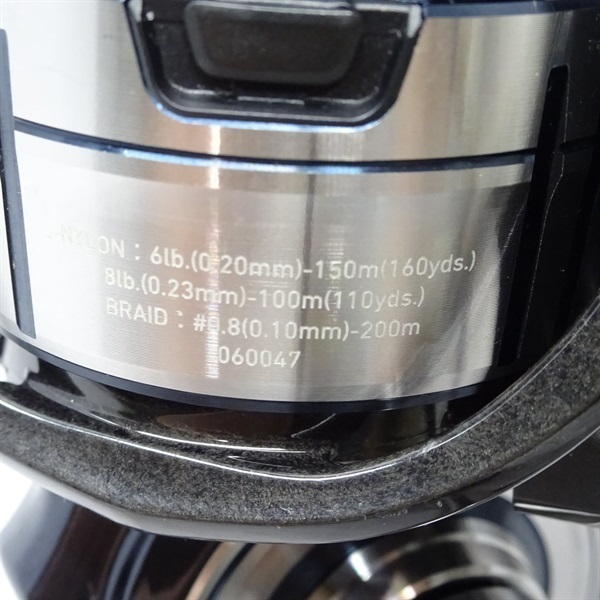 NYLON : 6lb.(0.20mm)-150m(160yds.)
8lb.(0.23mm)-100m(110yds.)
BRAID : #0.8(0.10mm)-200m
060047